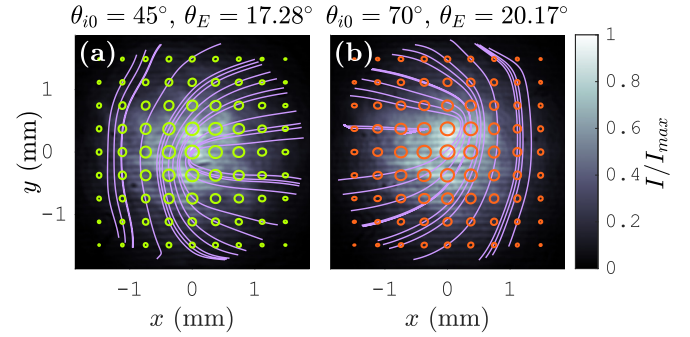 θ_{i0} = 45°, θ_E = 17.28° θ_{i0} = 70°, θ_E = 20.17°
(a) (b)
1
0
-1
y (mm)
-1 0 1
x (mm)
-1 0 1
x (mm)
1
0.8
0.6
0.4
0.2
0
I/I_{max}